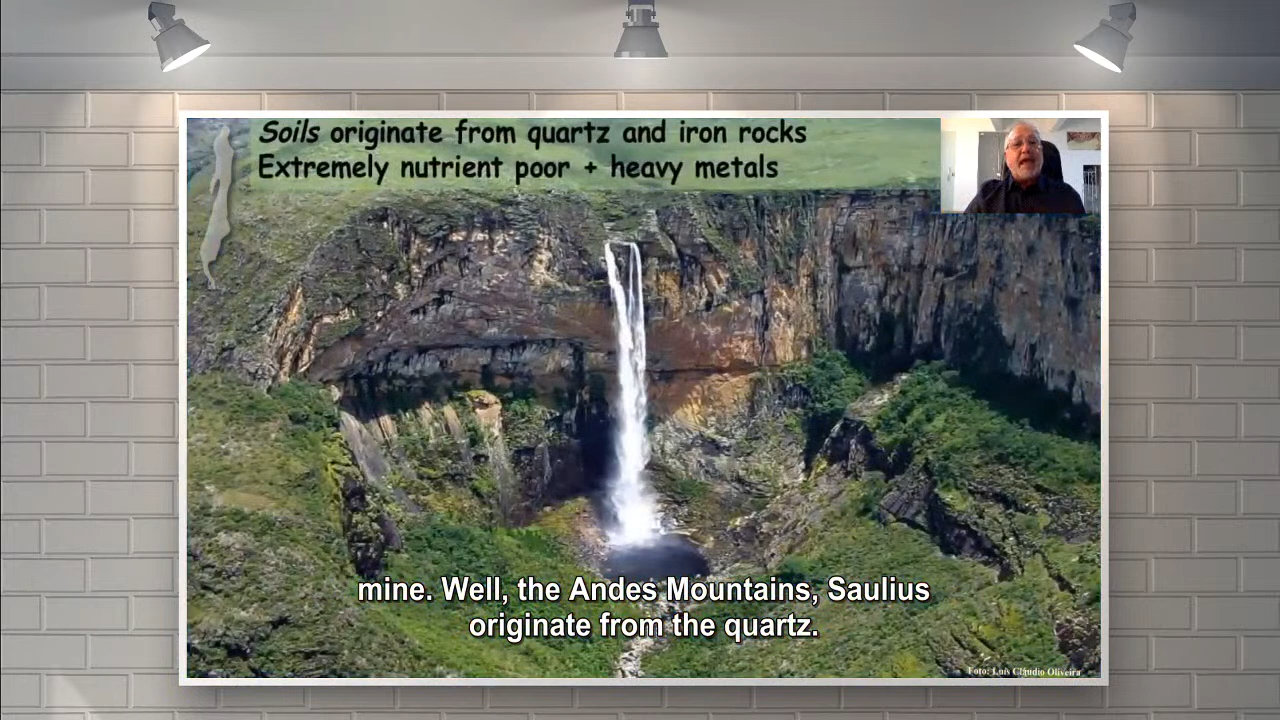 Soils originate from quartz and iron rocks
Extremely nutrient poor + heavy metals
mine. Well, the Andes Mountains, Saulius
originate from the quartz.
Foto: Luís Cláudio Oliveira